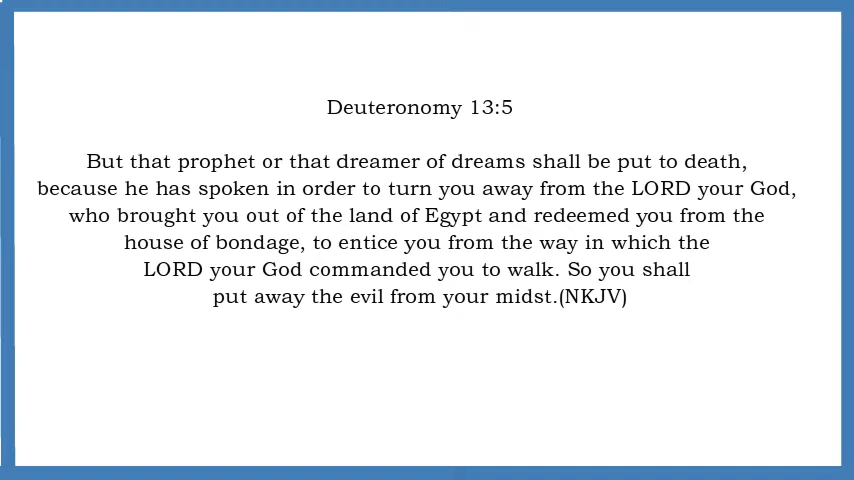 Deuteronomy 13:5
But that prophet or that dreamer of dreams shall be put to death,
because he has spoken in order to turn you away from the LORD your God,
who brought you out of the land of Egypt and redeemed you from the
house of bondage, to entice you from the way in which the
LORD your God commanded you to walk. So you shall
put away the evil from your midst.(NKJV)